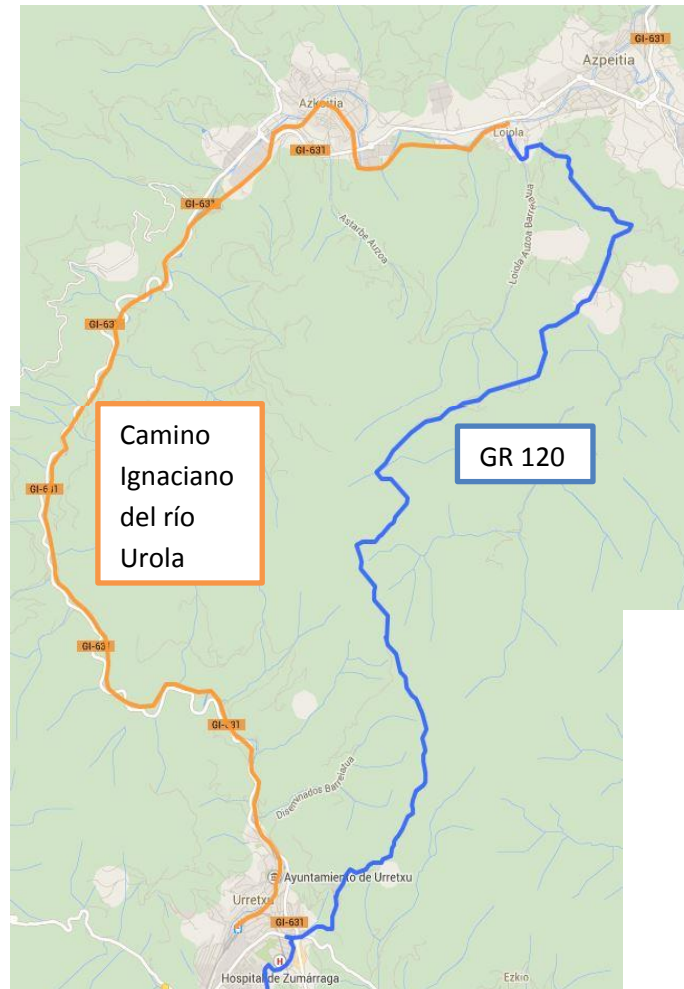 GI-631
Azpeitia
Azkoitia
Loiola
GI-631
GI-631
Astarbe Auzoa
Loiola Auzoa Barreiatua
GI-631
Camino
Ignaciano
del río
Urola
GR 120
GI-631
GI-631
GI-631
Diseminados Barreiatua
Ayuntamiento de Urretxu
Urretxu
GI-631
H
Hospital de Zumárraga
Ezkio